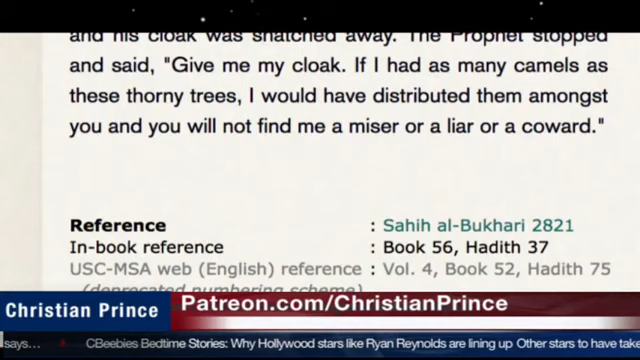 and his cloak was snatched away. The Prophet stopped
and said, "Give me my cloak. If I had as many camels as
these thorny trees, I would have distributed them amongst
you and you will not find me a miser or a liar or a coward."
Reference : Sahih al-Bukhari 2821
In-book reference : Book 56, Hadith 37
USC-MSA web (English) reference : Vol. 4, Book 52, Hadith 75
(deprecated numbering scheme)
Christian Prince
Patreon.com/ChristianPrince
says... CBeebies Bedtime Stories: Why Hollywood stars like Ryan Reynolds are lining up Other stars to have take